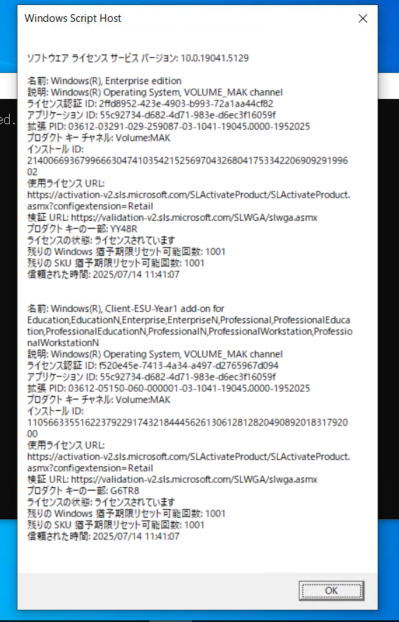 Windows Script Host
ソフトウェア ライセンス サービス バージョン: 10.0.19041.5129
名前: Windows(R), Enterprise edition
説明: Windows(R) Operating System, VOLUME_MAK channel
ライセンス認証 ID: 2ffd8952-423e-4903-b993-72a1aa44cf82
アプリケーション ID: 55c92734-d682-4d71-983e-d6ec3f16059f
拡張 PID: 03612-03291-029-259087-03-1041-19045.0000-1952025
プロダクト キー チャネル: Volume:MAK
インストール ID:
2140066936799666304741035421525697043268041753342206909291996
02
使用ライセンス URL:
https://activation-v2.sls.microsoft.com/SLActivateProduct/SLActivateProduct.
asmx?configextension=Retail
検証 URL: https://validation-v2.sls.microsoft.com/SLWGA/slwga.asmx
プロダクト キーの一部: YY48R
ライセンスの状態: ライセンスされています
残りの Windows 猶予期限リセット可能回数: 1001
残りの SKU 猶予期限リセット可能回数: 1001
信頼された時間: 2025/07/14 11:41:07
名前: Windows(R), Client-ESU-Year1 add-on for
Education,EducationN,Enterprise,EnterpriseN,Professional,ProfessionalEduca
tion,ProfessionalEducationN,ProfessionalN,ProfessionalWorkstation,Professio
nalWorkstationN
説明: Windows(R) Operating System, VOLUME_MAK channel
ライセンス認証 ID: f520e45e-7413-4a34-a497-d2765967d094
アプリケーション ID: 55c92734-d682-4d71-983e-d6ec3f16059f
拡張 PID: 03612-05150-060-000001-03-1041-19045.0000-1952025
プロダクト キー チャネル: Volume:MAK
インストール ID:
1105663355162237922917432184445626130612812820490892018317920
00
使用ライセンス URL:
https://activation-v2.sls.microsoft.com/SLActivateProduct/SLActivateProduct.
asmx?configextension=Retail
検証 URL: https://validation-v2.sls.microsoft.com/SLWGA/slwga.asmx
プロダクト キーの一部: G6TR8
ライセンスの状態: ライセンスされています
残りの Windows 猶予期限リセット可能回数: 1001
残りの SKU 猶予期限リセット可能回数: 1001
信頼された時間: 2025/07/14 11:41:07
OK
ed.